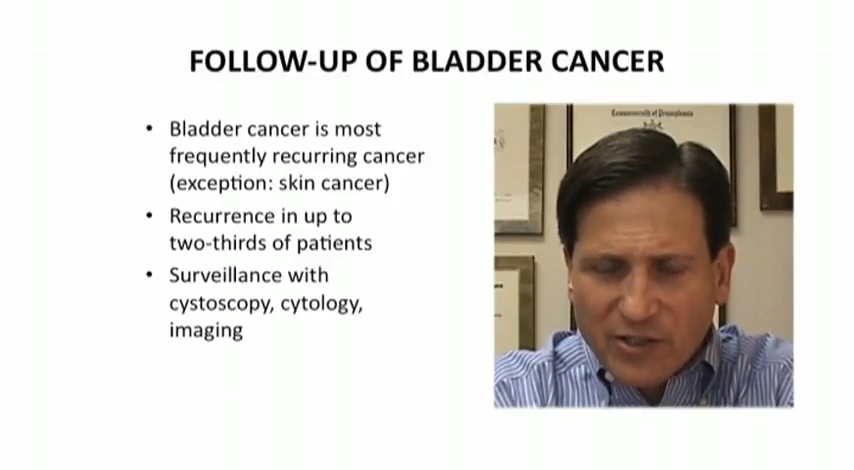 FOLLOW-UP OF BLADDER CANCER
• Bladder cancer is most
frequently recurring cancer
(exception: skin cancer)
• Recurrence in up to
two-thirds of patients
• Surveillance with
cystoscopy, cytology,
imaging
Commonwealth of Pennsylvania